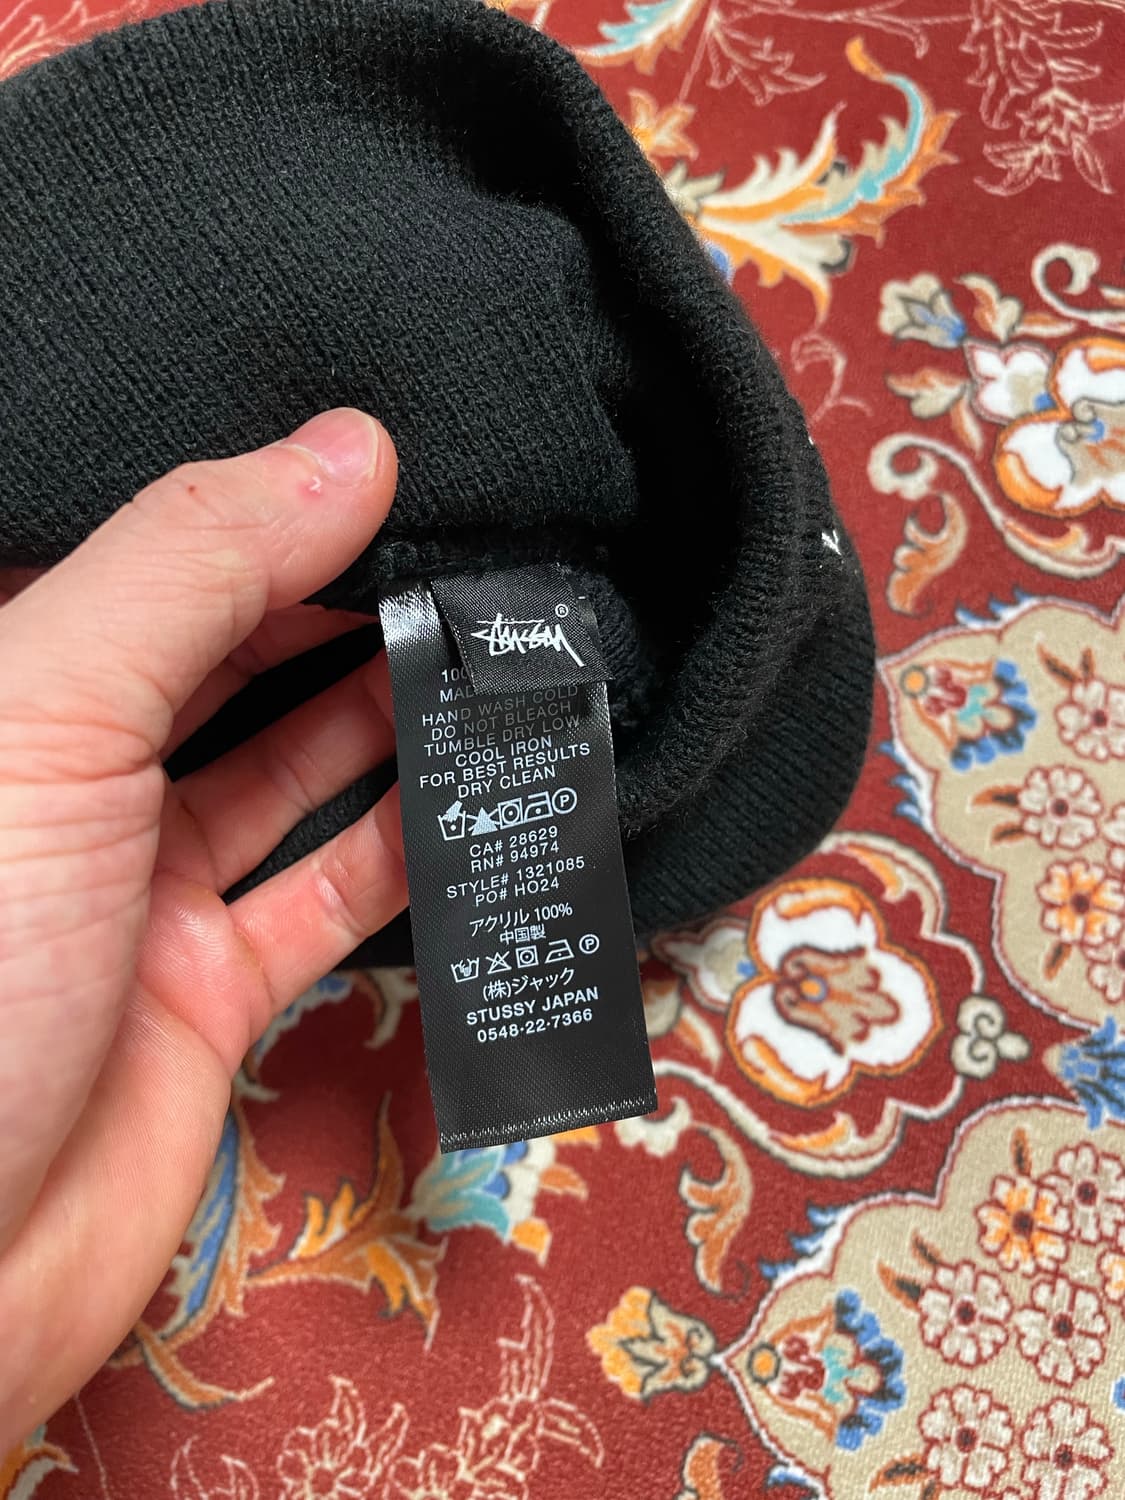 STÜSSY ®
100
MAD
HAND WASH COLD
DO NOT BLEACH
TUMBLE DRY LOW
COOL IRON
FOR BEST RESULTS
DRY CLEAN
P
CA# 28629
RN# 94974
STYLE# 1321085
PO# HO24
アクリル 100%
中国製
P
(株)ジャック
STUSSY JAPAN
0548·22·7366